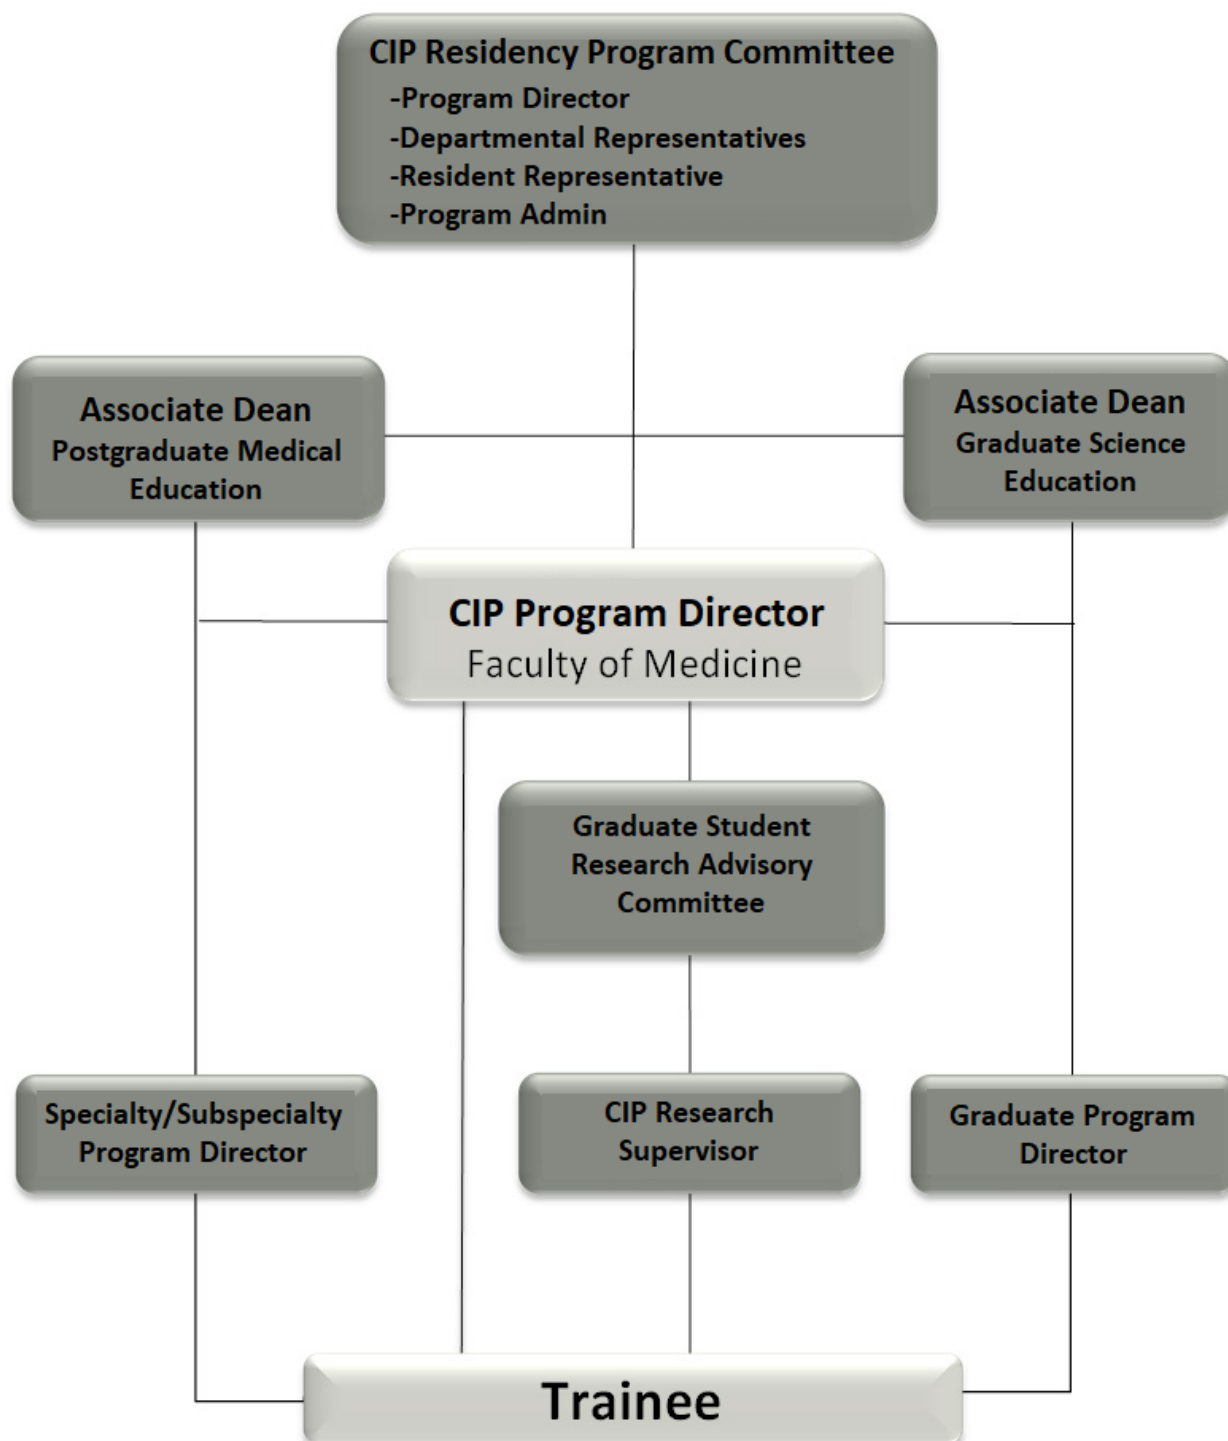 CIP Residency Program Committee
-Program Director
-Departmental Representatives
-Resident Representative
-Program Admin
Associate Dean
Postgraduate Medical
Education
Associate Dean
Graduate Science
Education
CIP Program Director
Faculty of Medicine
Graduate Student
Research Advisory
Committee
Specialty/Subspecialty
Program Director
CIP Research
Supervisor
Graduate Program
Director
Trainee